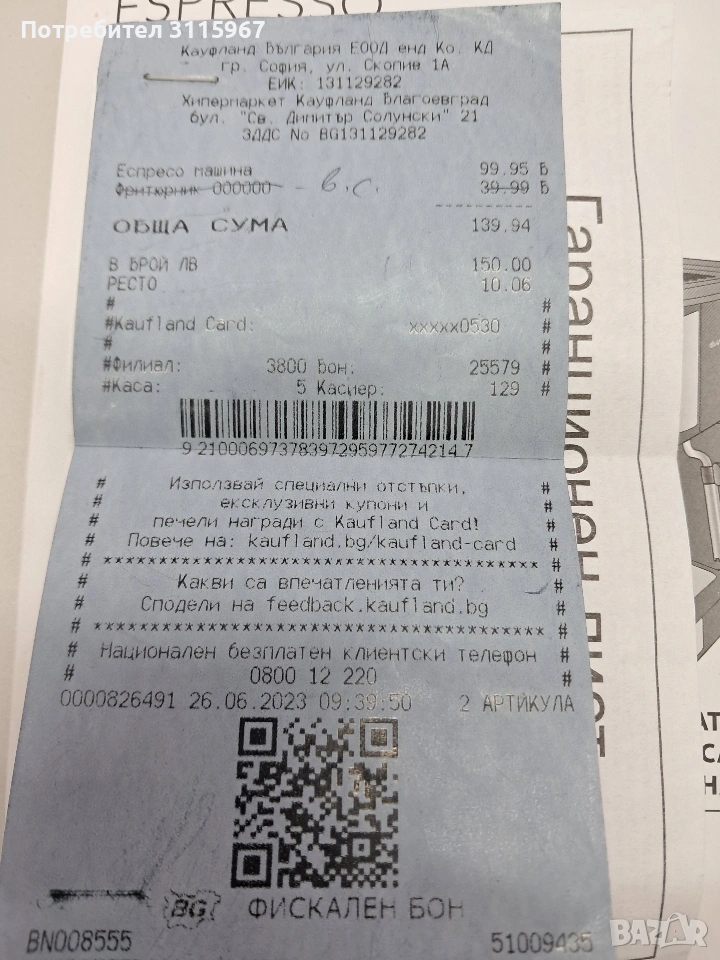 ESPRESSO
Потребител 3115967
Кауфланд България ЕООД енд Ко. КД
гр. София, ул. Скопие 1А
ЕИК: 131129282
Хипермаркет Кауфланд Благоевград
бул. "Св. Димитър Солунски" 21
ЗДДС No BG131129282
Еспресо машина 99.95 Б
Фритюрник 000000 в.с. 39.99 Б
ОБЩА СУМА 139.94
В БРОЙ ЛВ 150.00
РЕСТО 10.06
# #
#Kaufland Card: xxxxx0530 #
# #
#Филиал: 3800 Бон: 25579 #
#Каса: 5 Касиер: 129 #
9 210006973783972959772742147
# Използвай специални отстъпки, #
# ексклузивни купони и #
# печели награди с Kaufland Card! #
# Повече на: kaufland.bg/kaufland-card #
# ************************************ #
# Какви са впечатленията ти? #
# Сподели на feedback.kaufland.bg #
# ************************************ #
# Национален безплатен клиентски телефон #
# 0800 12 220 #
0000826491 26.06.2023 09:39:50 2 АРТИКУЛА
BG ФИСКАЛЕН БОН
BN008555 51009435
Гаранционен лист
BAZAR